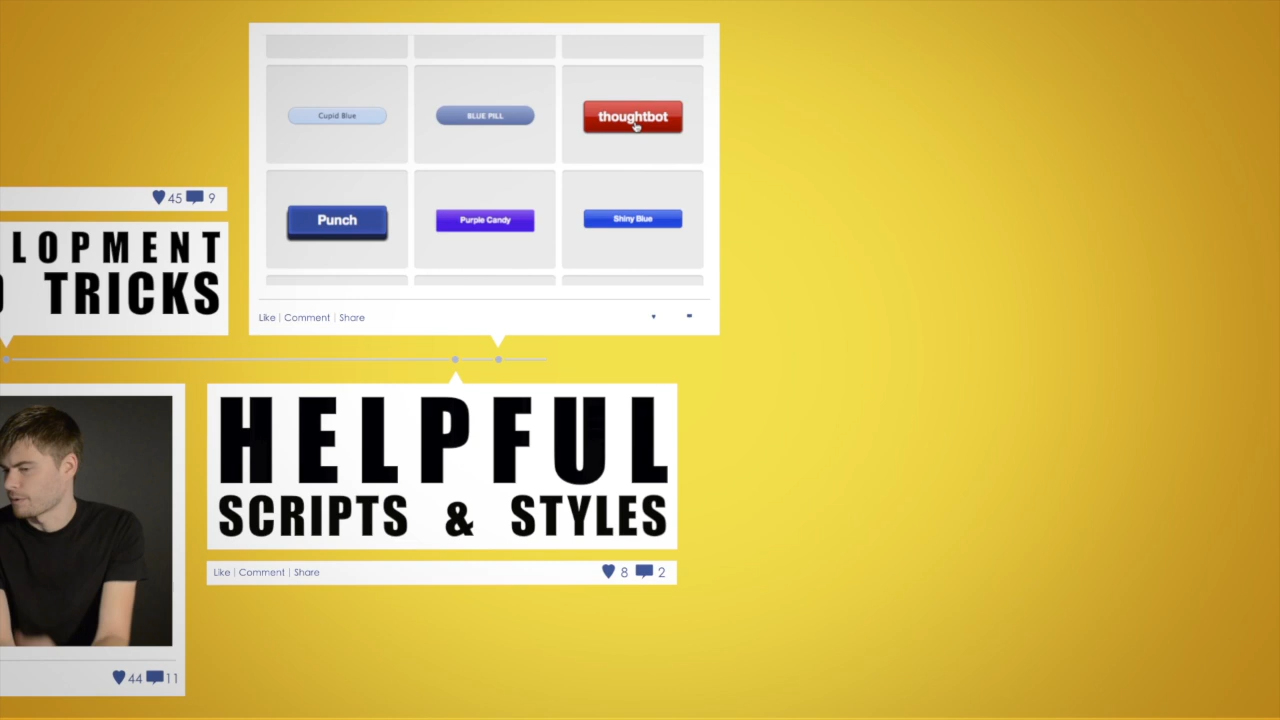 Cupid Blue
BLUE PILL
thoughtbot
Punch
Purple Candy
Shiny Blue
Like | Comment | Share
45 9
LOPMENT
TRICKS
HELPFUL
SCRIPTS & STYLES
Like | Comment | Share
8 2
44 11